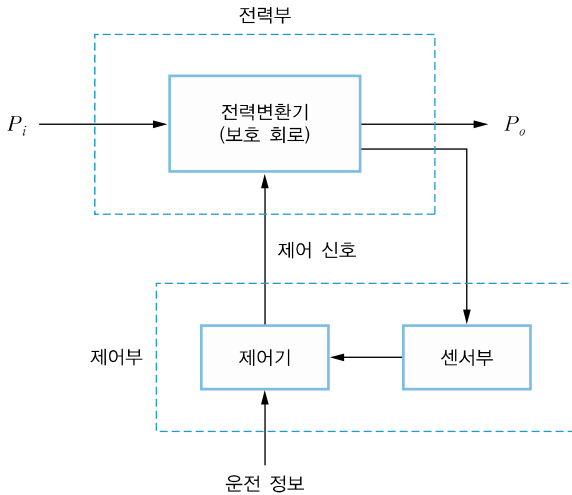 전력부
P_i
전력변환기
(보호 회로)
P_o
제어 신호
제어부
제어기
센서부
운전 정보